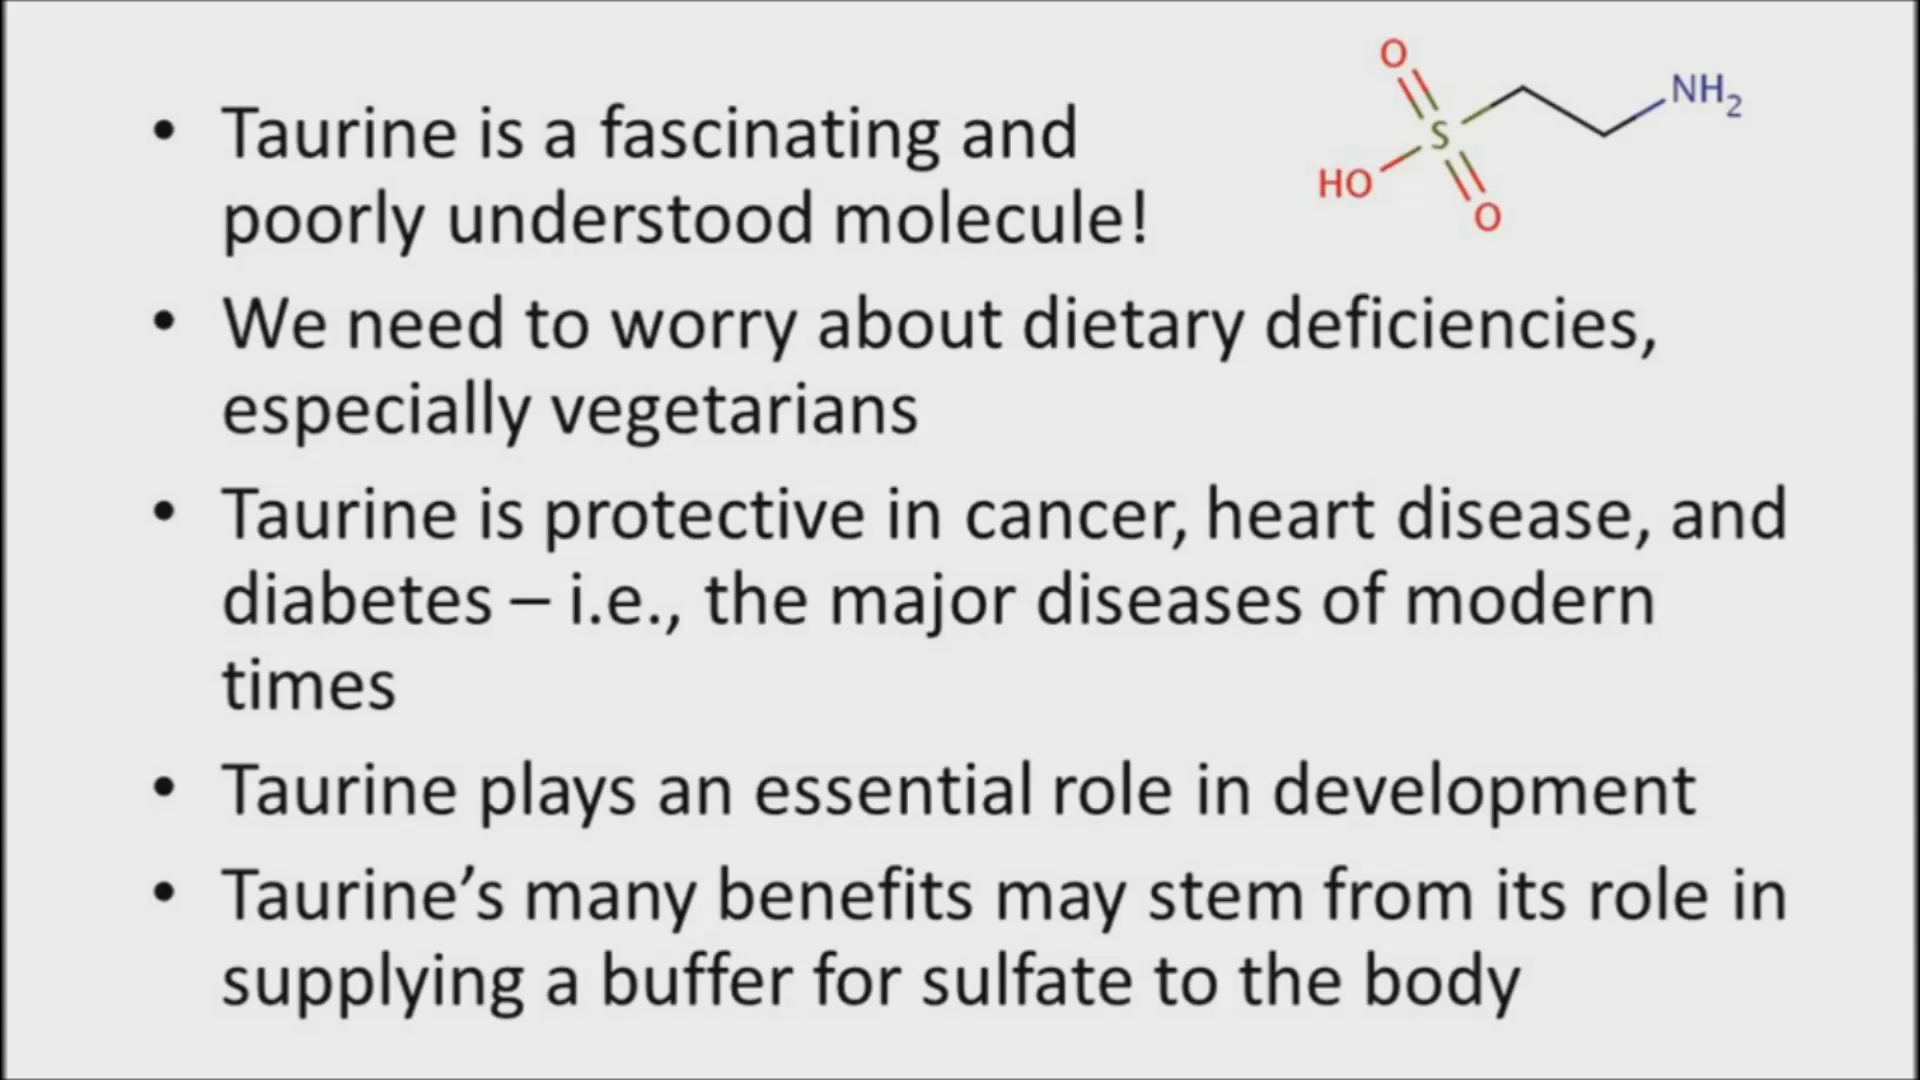 • Taurine is a fascinating and
poorly understood molecule!
O
S
HO
O
NH2
• We need to worry about dietary deficiencies,
especially vegetarians
• Taurine is protective in cancer, heart disease, and
diabetes – i.e., the major diseases of modern
times
• Taurine plays an essential role in development
• Taurine’s many benefits may stem from its role in
supplying a buffer for sulfate to the body